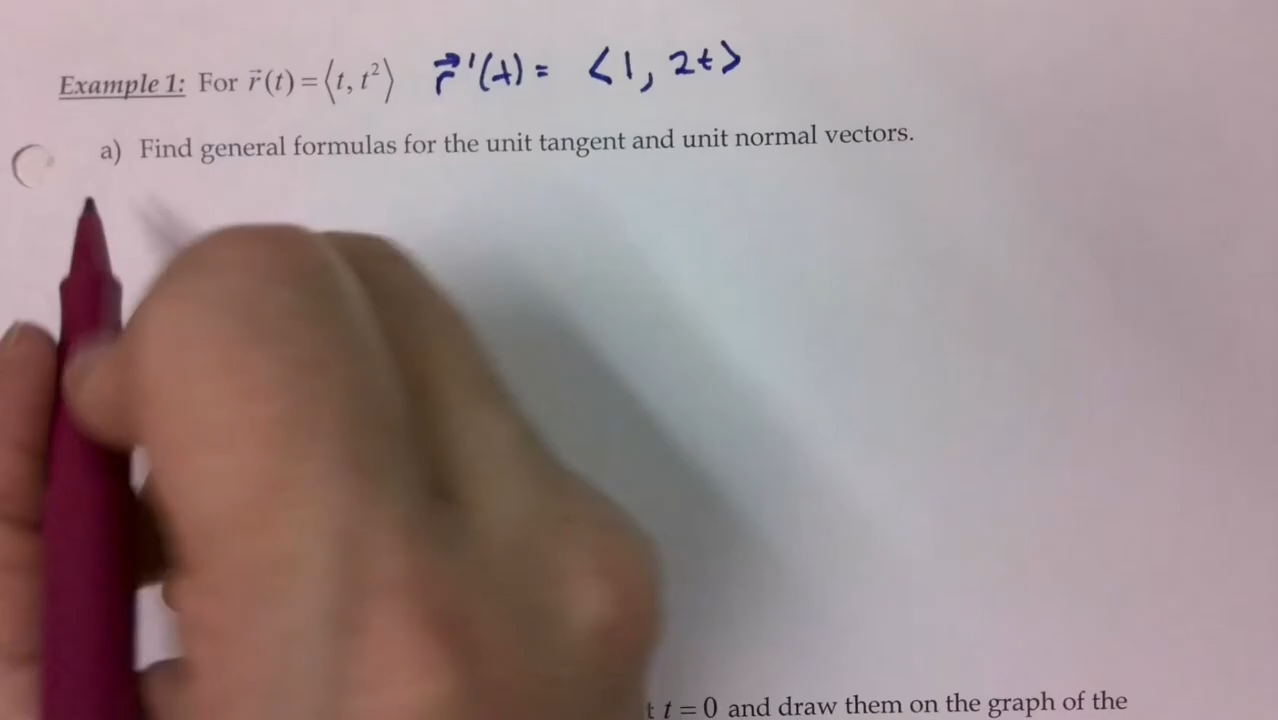 Example 1: For r⃗(t) = ⟨t, t²⟩ r⃗'(t) = <1, 2t>
a) Find general formulas for the unit tangent and unit normal vectors.
t = 0 and draw them on the graph of the